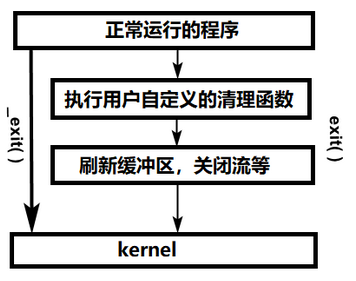 正常运行的程序
执行用户自定义的清理函数
_exit( )
exit( )
刷新缓冲区，关闭流等
kernel